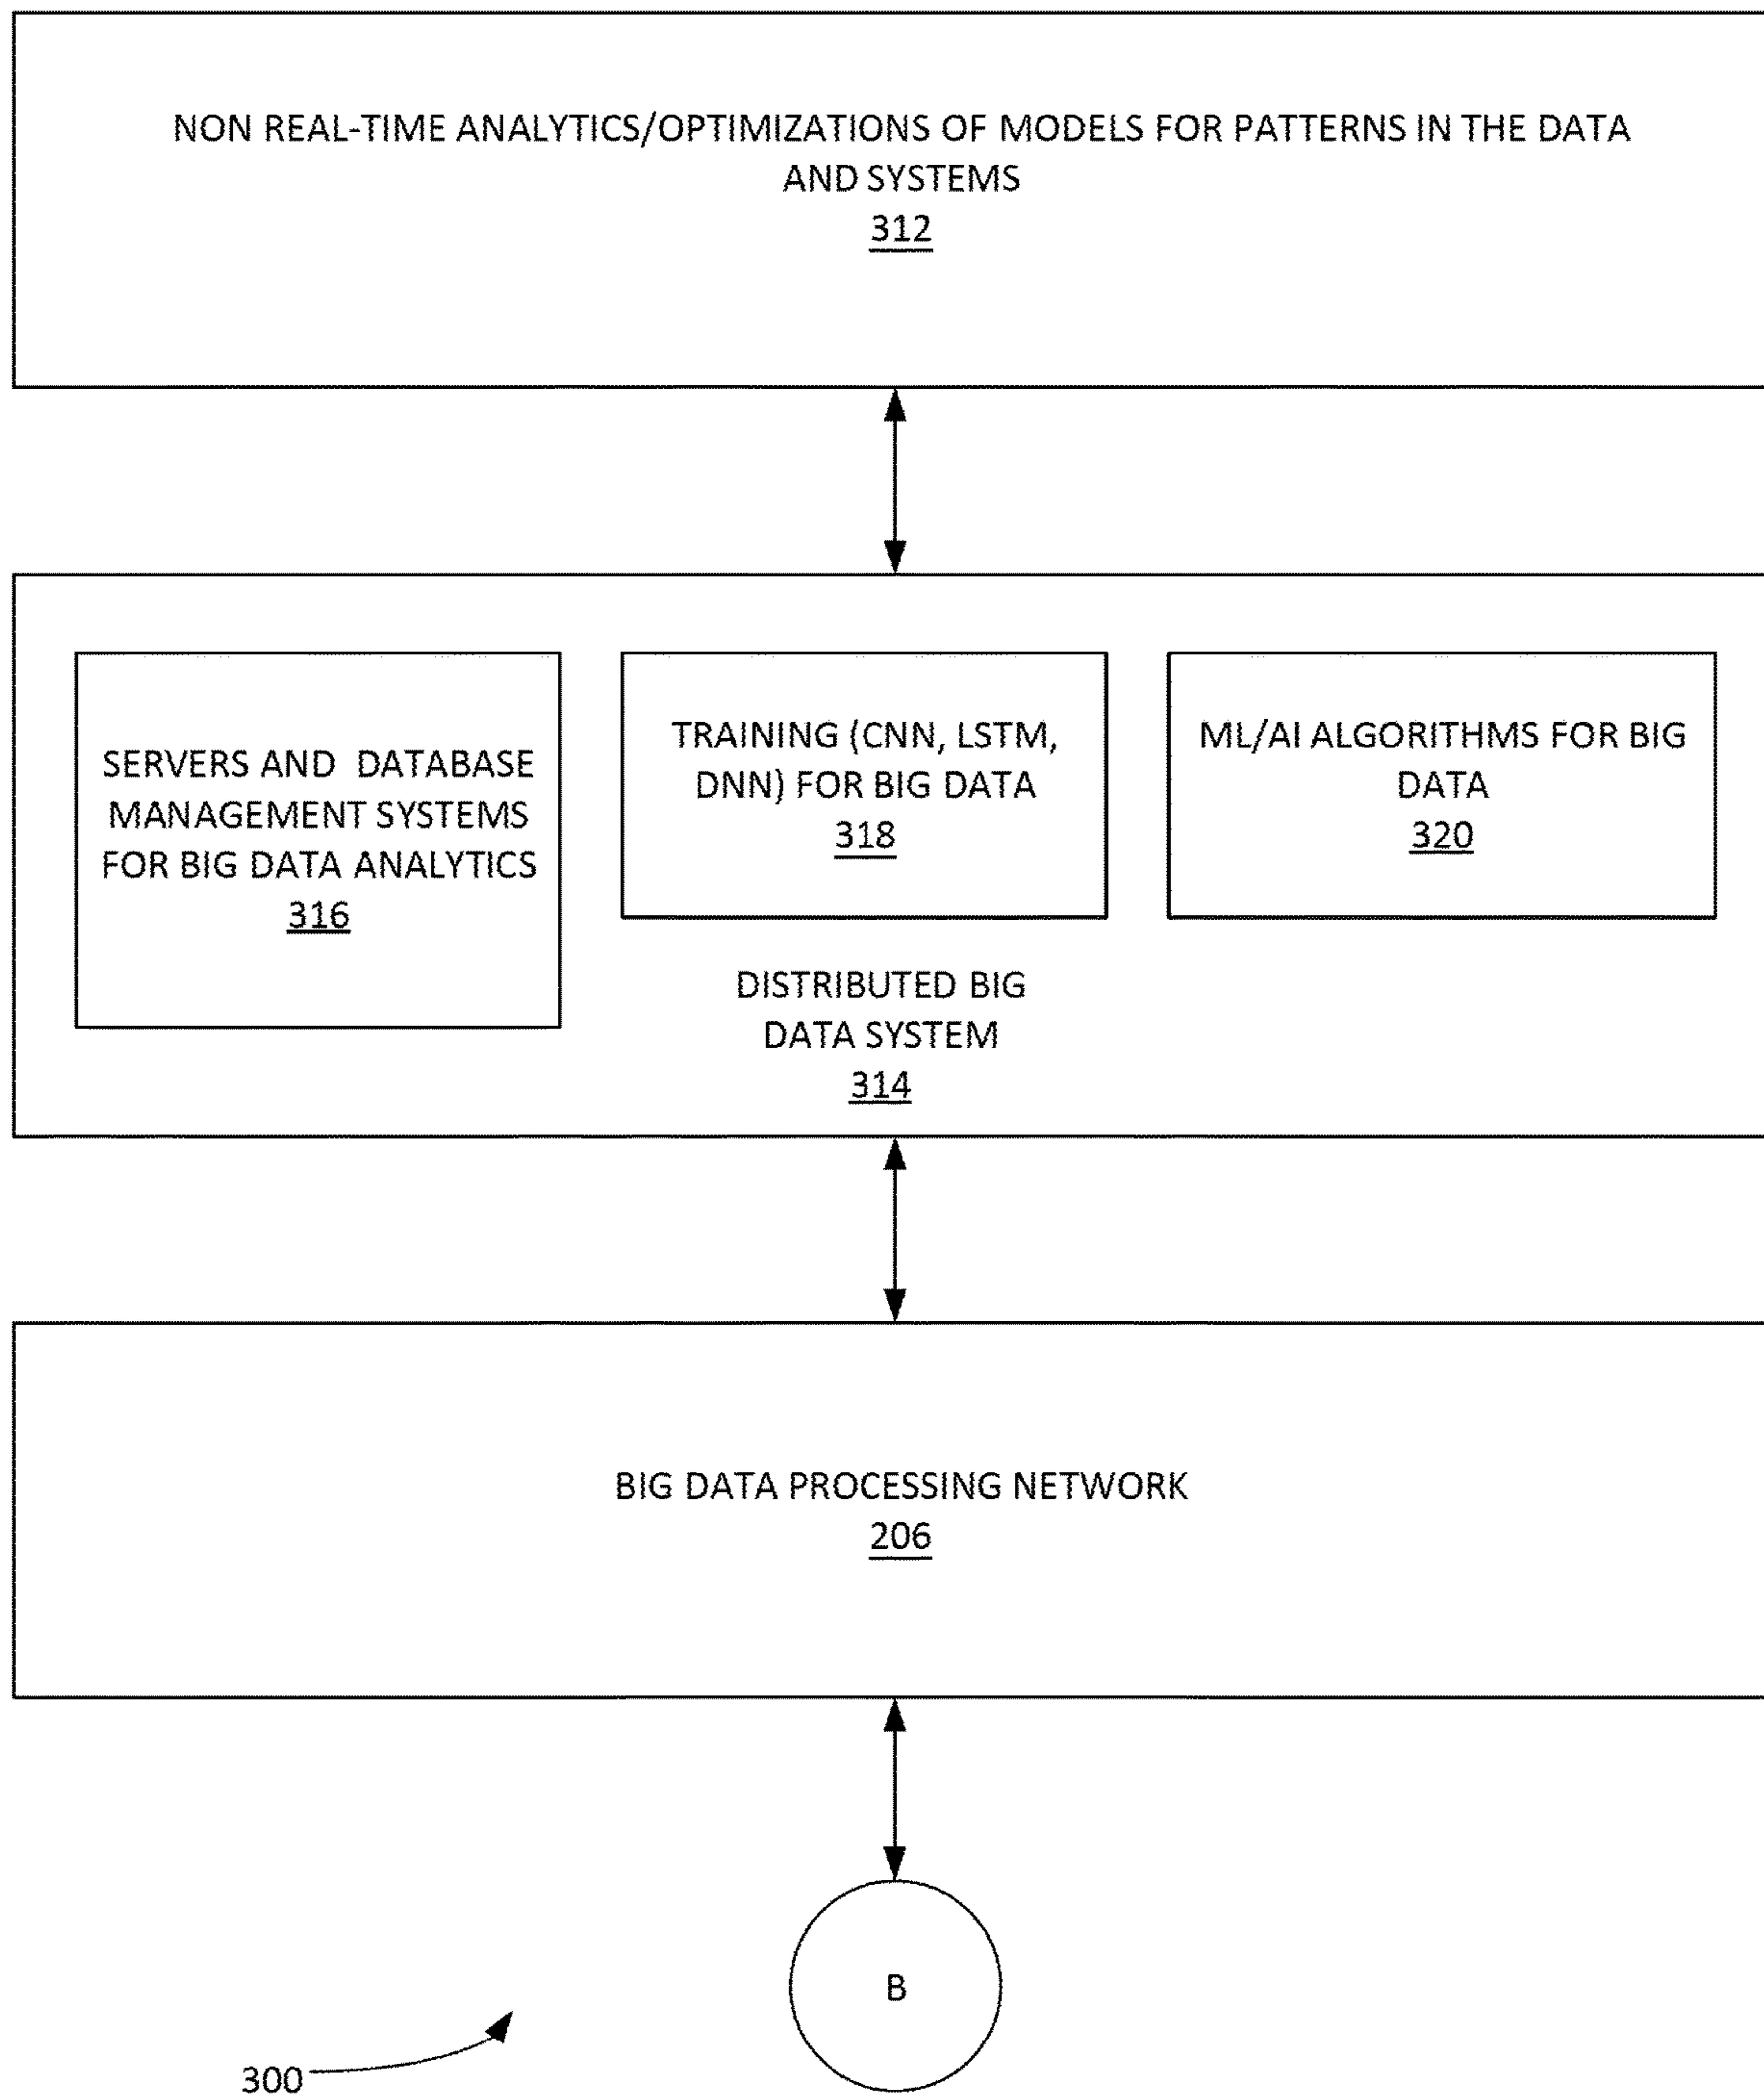 NON REAL-TIME ANALYTICS/OPTIMIZATIONS OF MODELS FOR PATTERNS IN THE DATA
AND SYSTEMS
312
SERVERS AND DATABASE
MANAGEMENT SYSTEMS
FOR BIG DATA ANALYTICS
316
TRAINING (CNN, LSTM,
DNN) FOR BIG DATA
318
ML/AI ALGORITHMS FOR BIG
DATA
320
DISTRIBUTED BIG
DATA SYSTEM
314
BIG DATA PROCESSING NETWORK
206
B
300